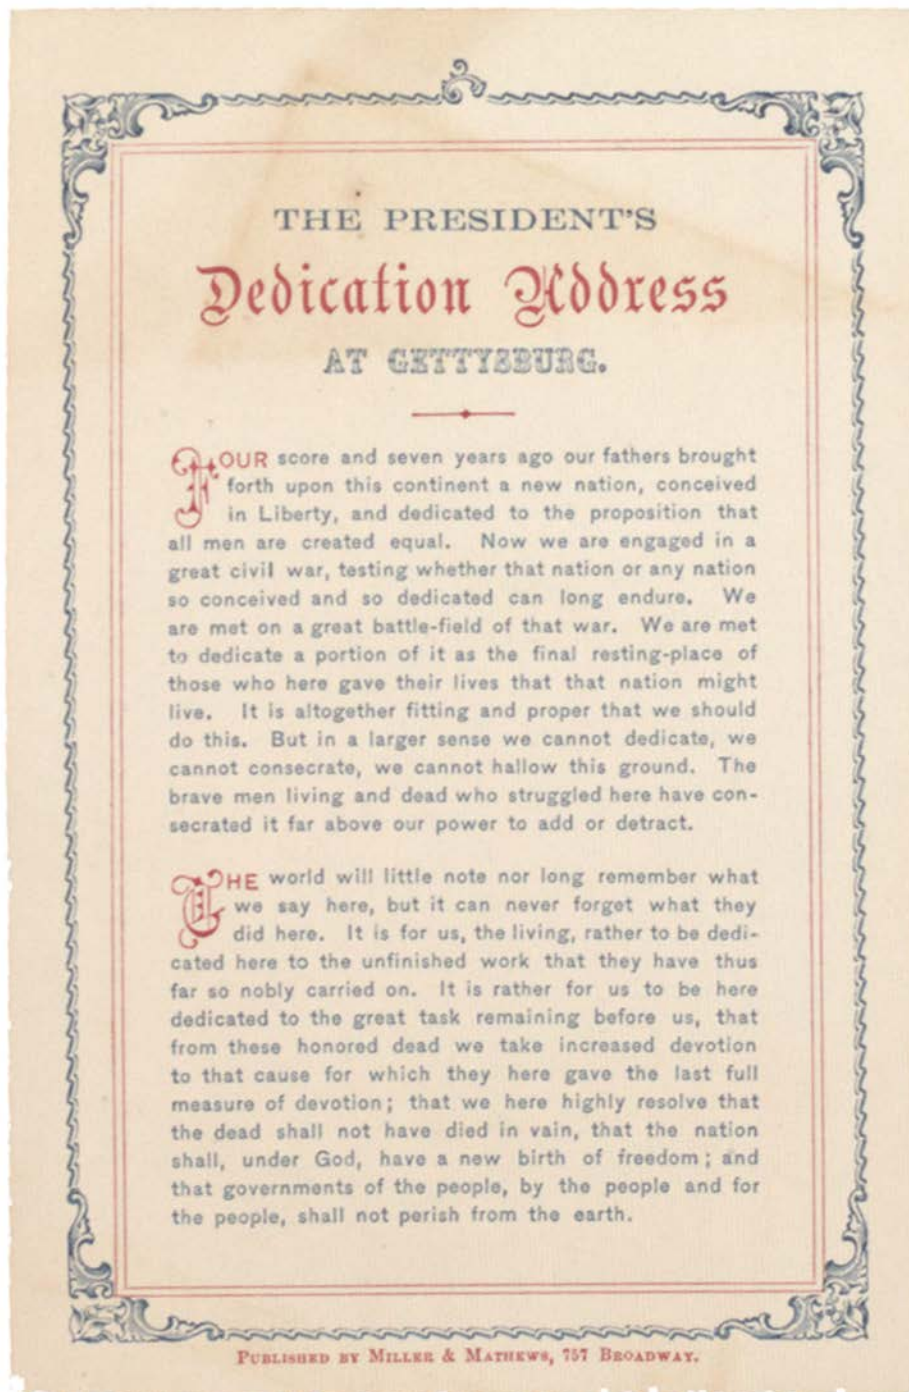 THE PRESIDENT'S
Dedication Address
AT GETTYSBURG.
FOUR score and seven years ago our fathers brought
forth upon this continent a new nation, conceived
in Liberty, and dedicated to the proposition that
all men are created equal. Now we are engaged in a
great civil war, testing whether that nation or any nation
so conceived and so dedicated can long endure. We
are met on a great battle-field of that war. We are met
to dedicate a portion of it as the final resting-place of
those who here gave their lives that that nation might
live. It is altogether fitting and proper that we should
do this. But in a larger sense we cannot dedicate, we
cannot consecrate, we cannot hallow this ground. The
brave men living and dead who struggled here have con-
secrated it far above our power to add or detract.
THE world will little note nor long remember what
we say here, but it can never forget what they
did here. It is for us, the living, rather to be dedi-
cated here to the unfinished work that they have thus
far so nobly carried on. It is rather for us to be here
dedicated to the great task remaining before us, that
from these honored dead we take increased devotion
to that cause for which they here gave the last full
measure of devotion; that we here highly resolve that
the dead shall not have died in vain, that the nation
shall, under God, have a new birth of freedom; and
that governments of the people, by the people and for
the people, shall not perish from the earth.
PUBLISHED BY MILLER & MATHEWS, 757 BROADWAY.